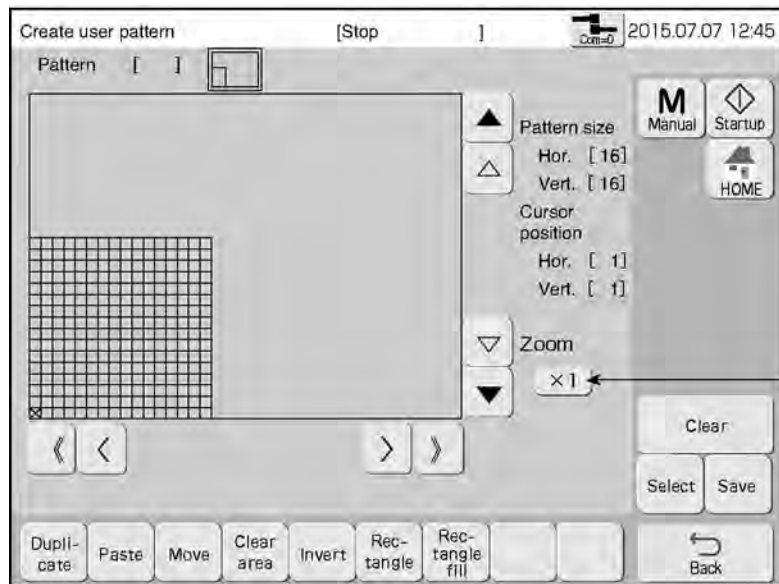 Create user pattern [Stop ] Com=0 2015.07.07 12:45
Pattern [ ]
M
Manual
Startup
HOME
Pattern size
Hor. [ 16]
Vert. [ 16]
Cursor
position
Hor. [ 1]
Vert. [ 1]
Zoom
×1
Clear
Select
Save
Dupli-
cate
Paste
Move
Clear
area
Invert
Rec-
tangle
Rec-
tangle
fill
Back